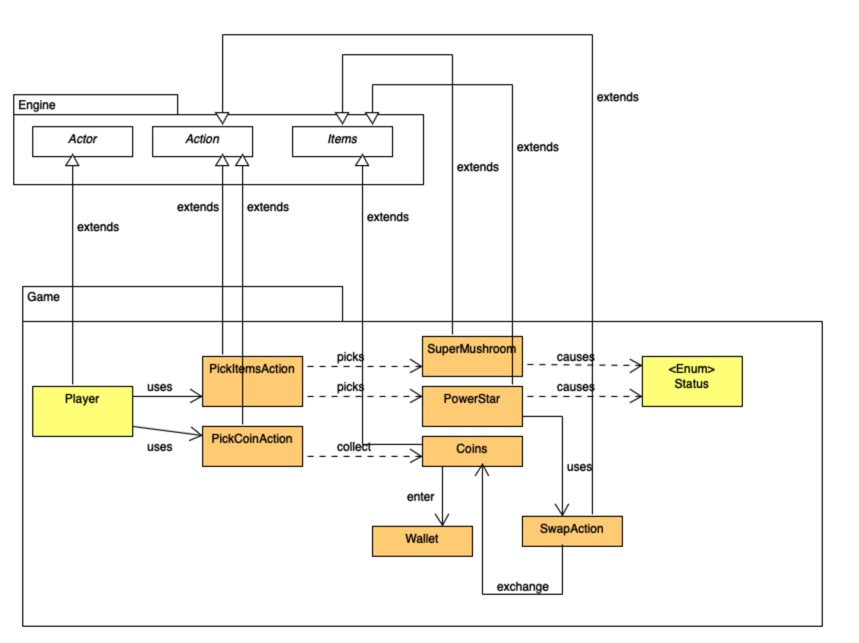 extends
Engine
Actor
Action
Items
extends
extends
extends
extends
extends
extends
Game
SuperMushroom
picks
causes
PickItemsAction
<Enum>
Status
uses
picks
causes
Player
PowerStar
uses
PickCoinAction
collect
Coins
uses
enter
Wallet
SwapAction
exchange